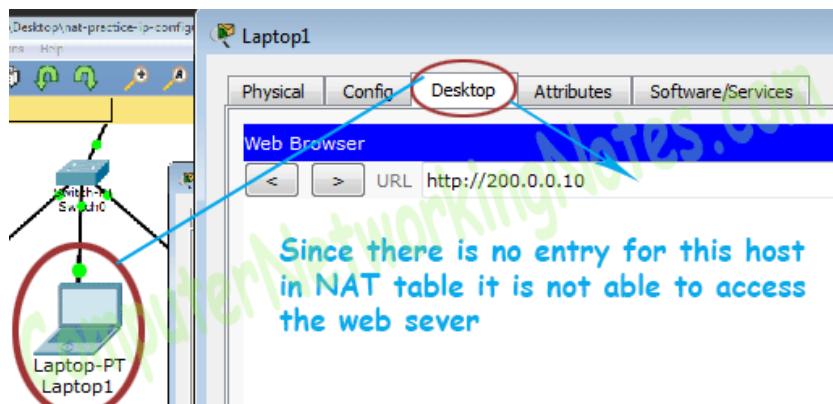 \Desktop\nat-practice-ip-config
Help
Laptop1
Physical Config Desktop Attributes Software/Services
Web Browser
< > URL http://200.0.0.10
Since there is no entry for this host
in NAT table it is not able to access
the web sever
Switch0
Laptop-PT
Laptop1
ComputerNetworkingNotes.com